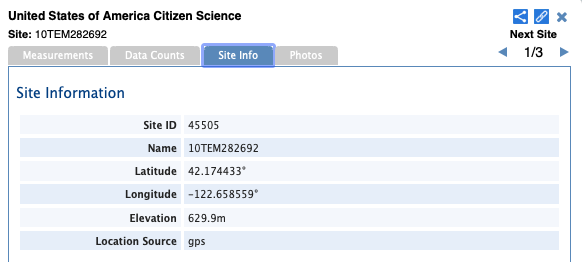 United States of America Citizen Science
Site: 10TEM282692
Next Site
Measurements Data Counts Site Info Photos
1/3
Site Information
Site ID 45505
Name 10TEM282692
Latitude 42.174433°
Longitude -122.658559°
Elevation 629.9m
Location Source gps